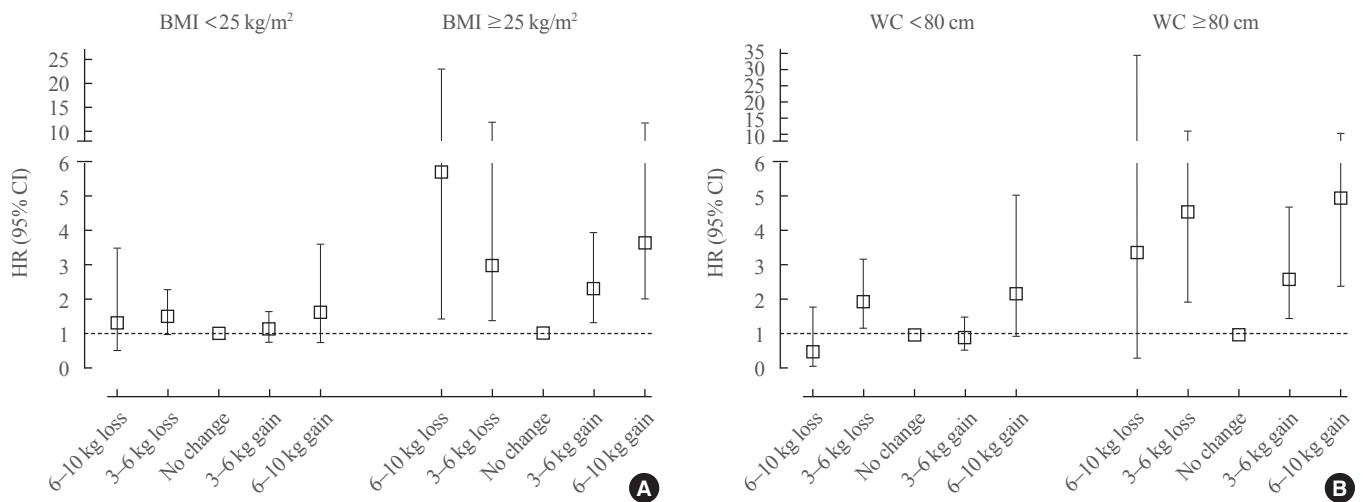 BMI <25 kg/m²
BMI ≥25 kg/m²
25
20
15
10
6
5
4
3
2
1
0
HR (95% CI)
6–10 kg loss
3–6 kg loss
No change
3–6 kg gain
6–10 kg gain
6–10 kg loss
3–6 kg loss
No change
3–6 kg gain
6–10 kg gain
A
WC <80 cm
WC ≥80 cm
35
30
25
20
15
10
6
5
4
3
2
1
0
HR (95% CI)
6–10 kg loss
3–6 kg loss
No change
3–6 kg gain
6–10 kg gain
6–10 kg loss
3–6 kg loss
No change
3–6 kg gain
6–10 kg gain
B